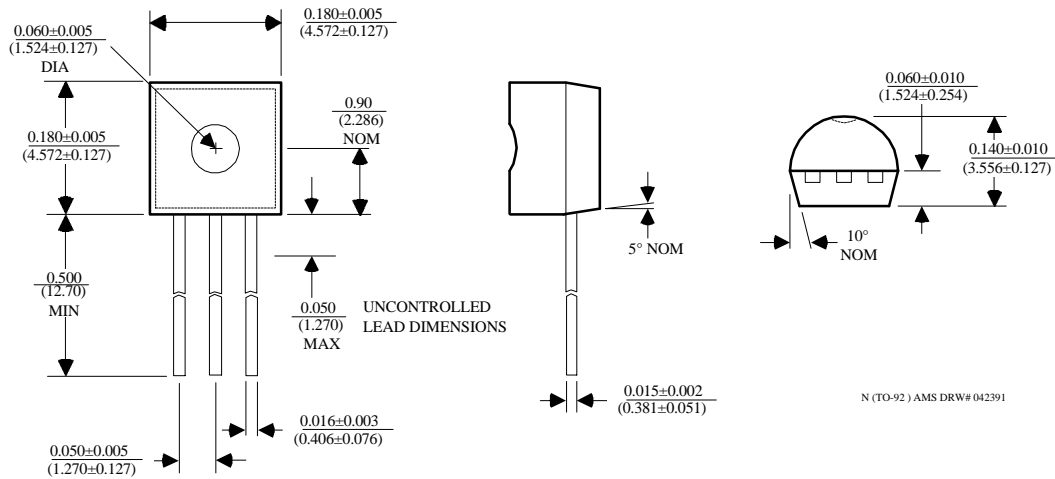 0.060±0.005
(1.524±0.127)
DIA
0.180±0.005
(4.572±0.127)
0.180±0.005
(4.572±0.127)
0.90
(2.286)
NOM
0.500
(12.70)
MIN
0.050
(1.270)
MAX
UNCONTROLLED
LEAD DIMENSIONS
0.016±0.003
(0.406±0.076)
0.050±0.005
(1.270±0.127)
5° NOM
0.015±0.002
(0.381±0.051)
0.060±0.010
(1.524±0.254)
0.140±0.010
(3.556±0.127)
10°
NOM
N (TO-92 ) AMS DRW# 042391